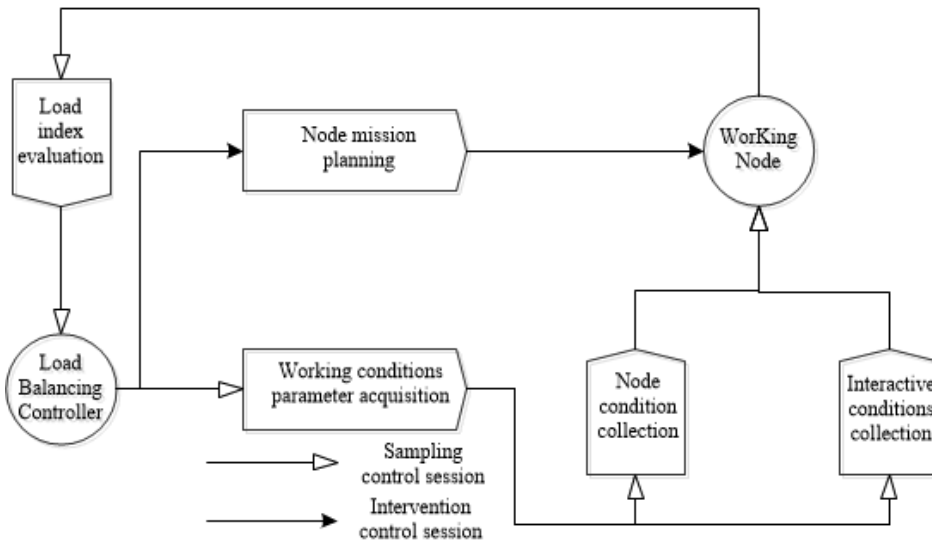 Load
index
evaluation
Node mission
planning
WorKing
Node
Load
Balancing
Controller
Working conditions
parameter acquisition
Node
condition
collection
Interactive
conditions
collection
Sampling
control session
Intervention
control session